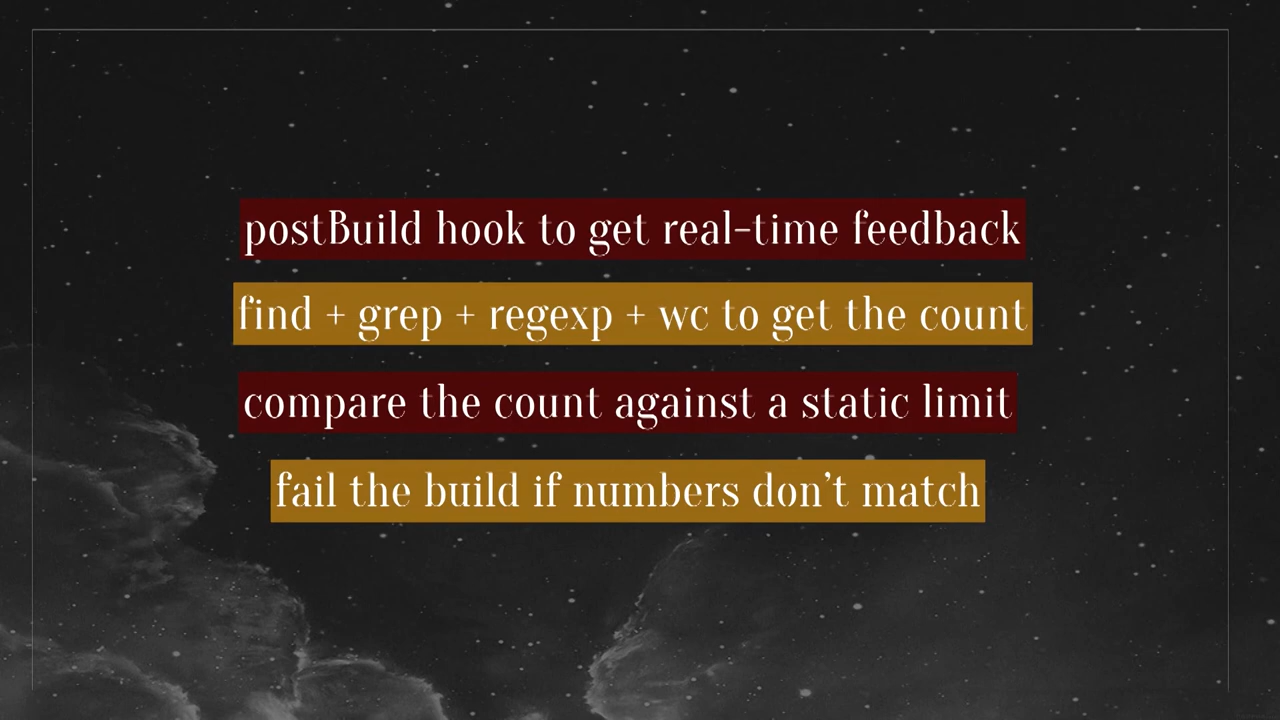 postBuild hook to get real-time feedback
find + grep + regexp + wc to get the count
compare the count against a static limit
fail the build if numbers don’t match